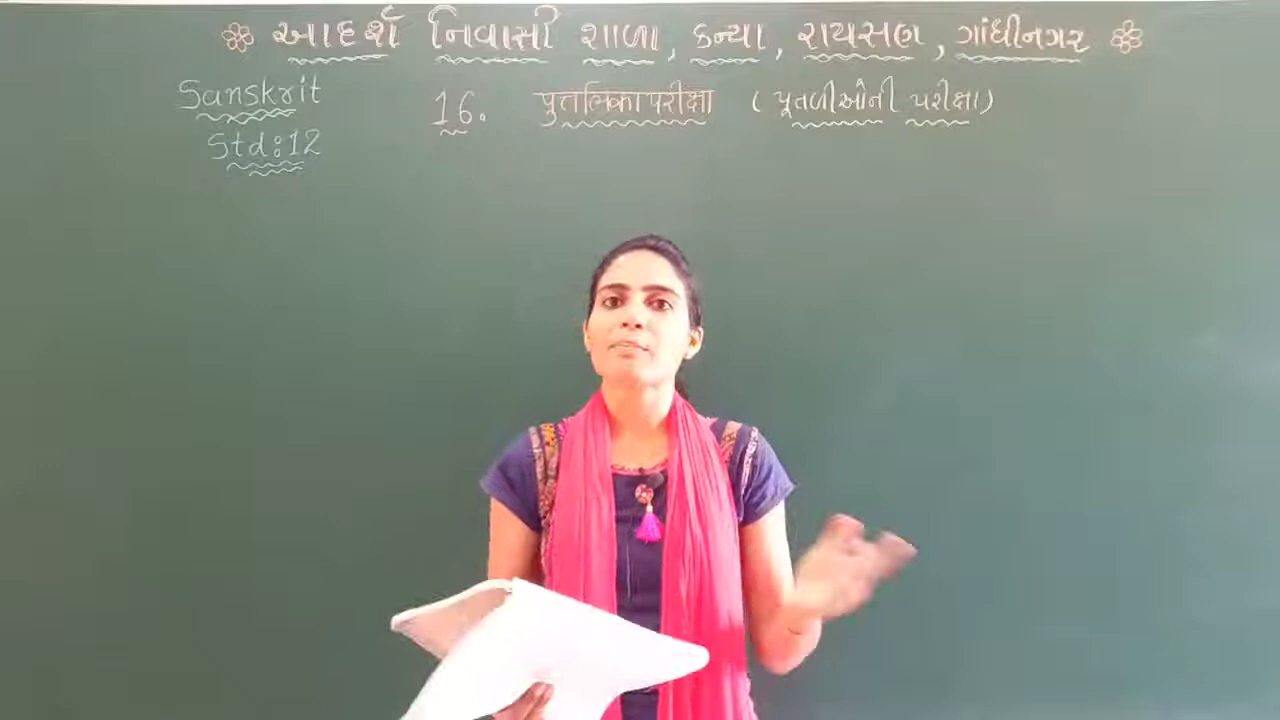 આદર્શ નિવાસી શાળા, કન્યા, રાયસણ, ગાંધીનગર
Sanskrit
16. पुत्तलिकापरीक्षा (પૂતળીઓની પરીક્ષા)
Std:12